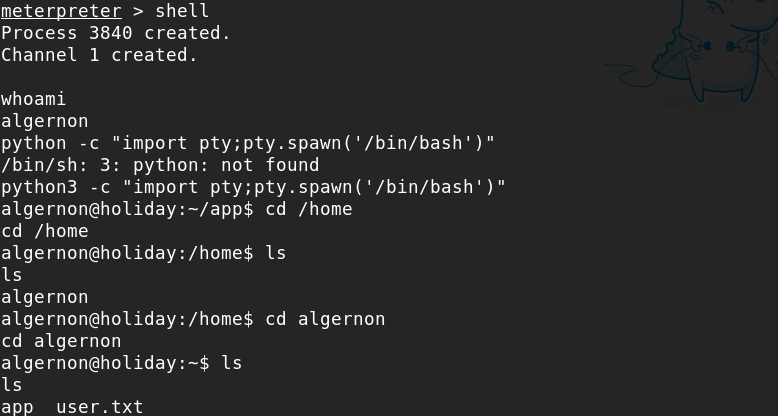 meterpreter > shell
Process 3840 created.
Channel 1 created.
whoami
algernon
python -c "import pty;pty.spawn('/bin/bash')"
/bin/sh: 3: python: not found
python3 -c "import pty;pty.spawn('/bin/bash')"
algernon@holiday:~/app$ cd /home
cd /home
algernon@holiday:/home$ ls
ls
algernon
algernon@holiday:/home$ cd algernon
cd algernon
algernon@holiday:~$ ls
ls
app  user.txt